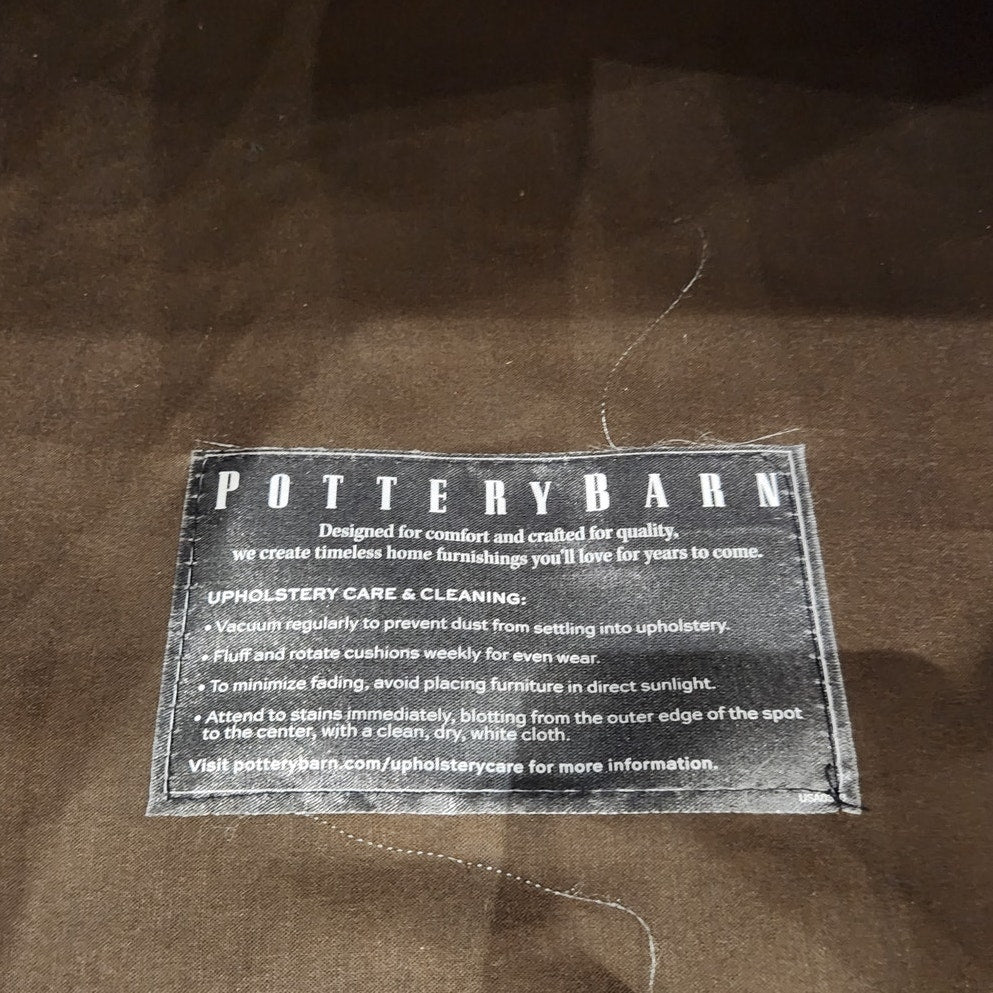 POTTERY BARN
Designed for comfort and crafted for quality,
we create timeless home furnishings you'll love for years to come.
UPHOLSTERY CARE & CLEANING:
• Vacuum regularly to prevent dust from settling into upholstery.
• Fluff and rotate cushions weekly for even wear.
• To minimize fading, avoid placing furniture in direct sunlight.
• Attend to stains immediately, blotting from the outer edge of the spot
to the center, with a clean, dry, white cloth.
Visit potterybarn.com/upholsterycare for more information.